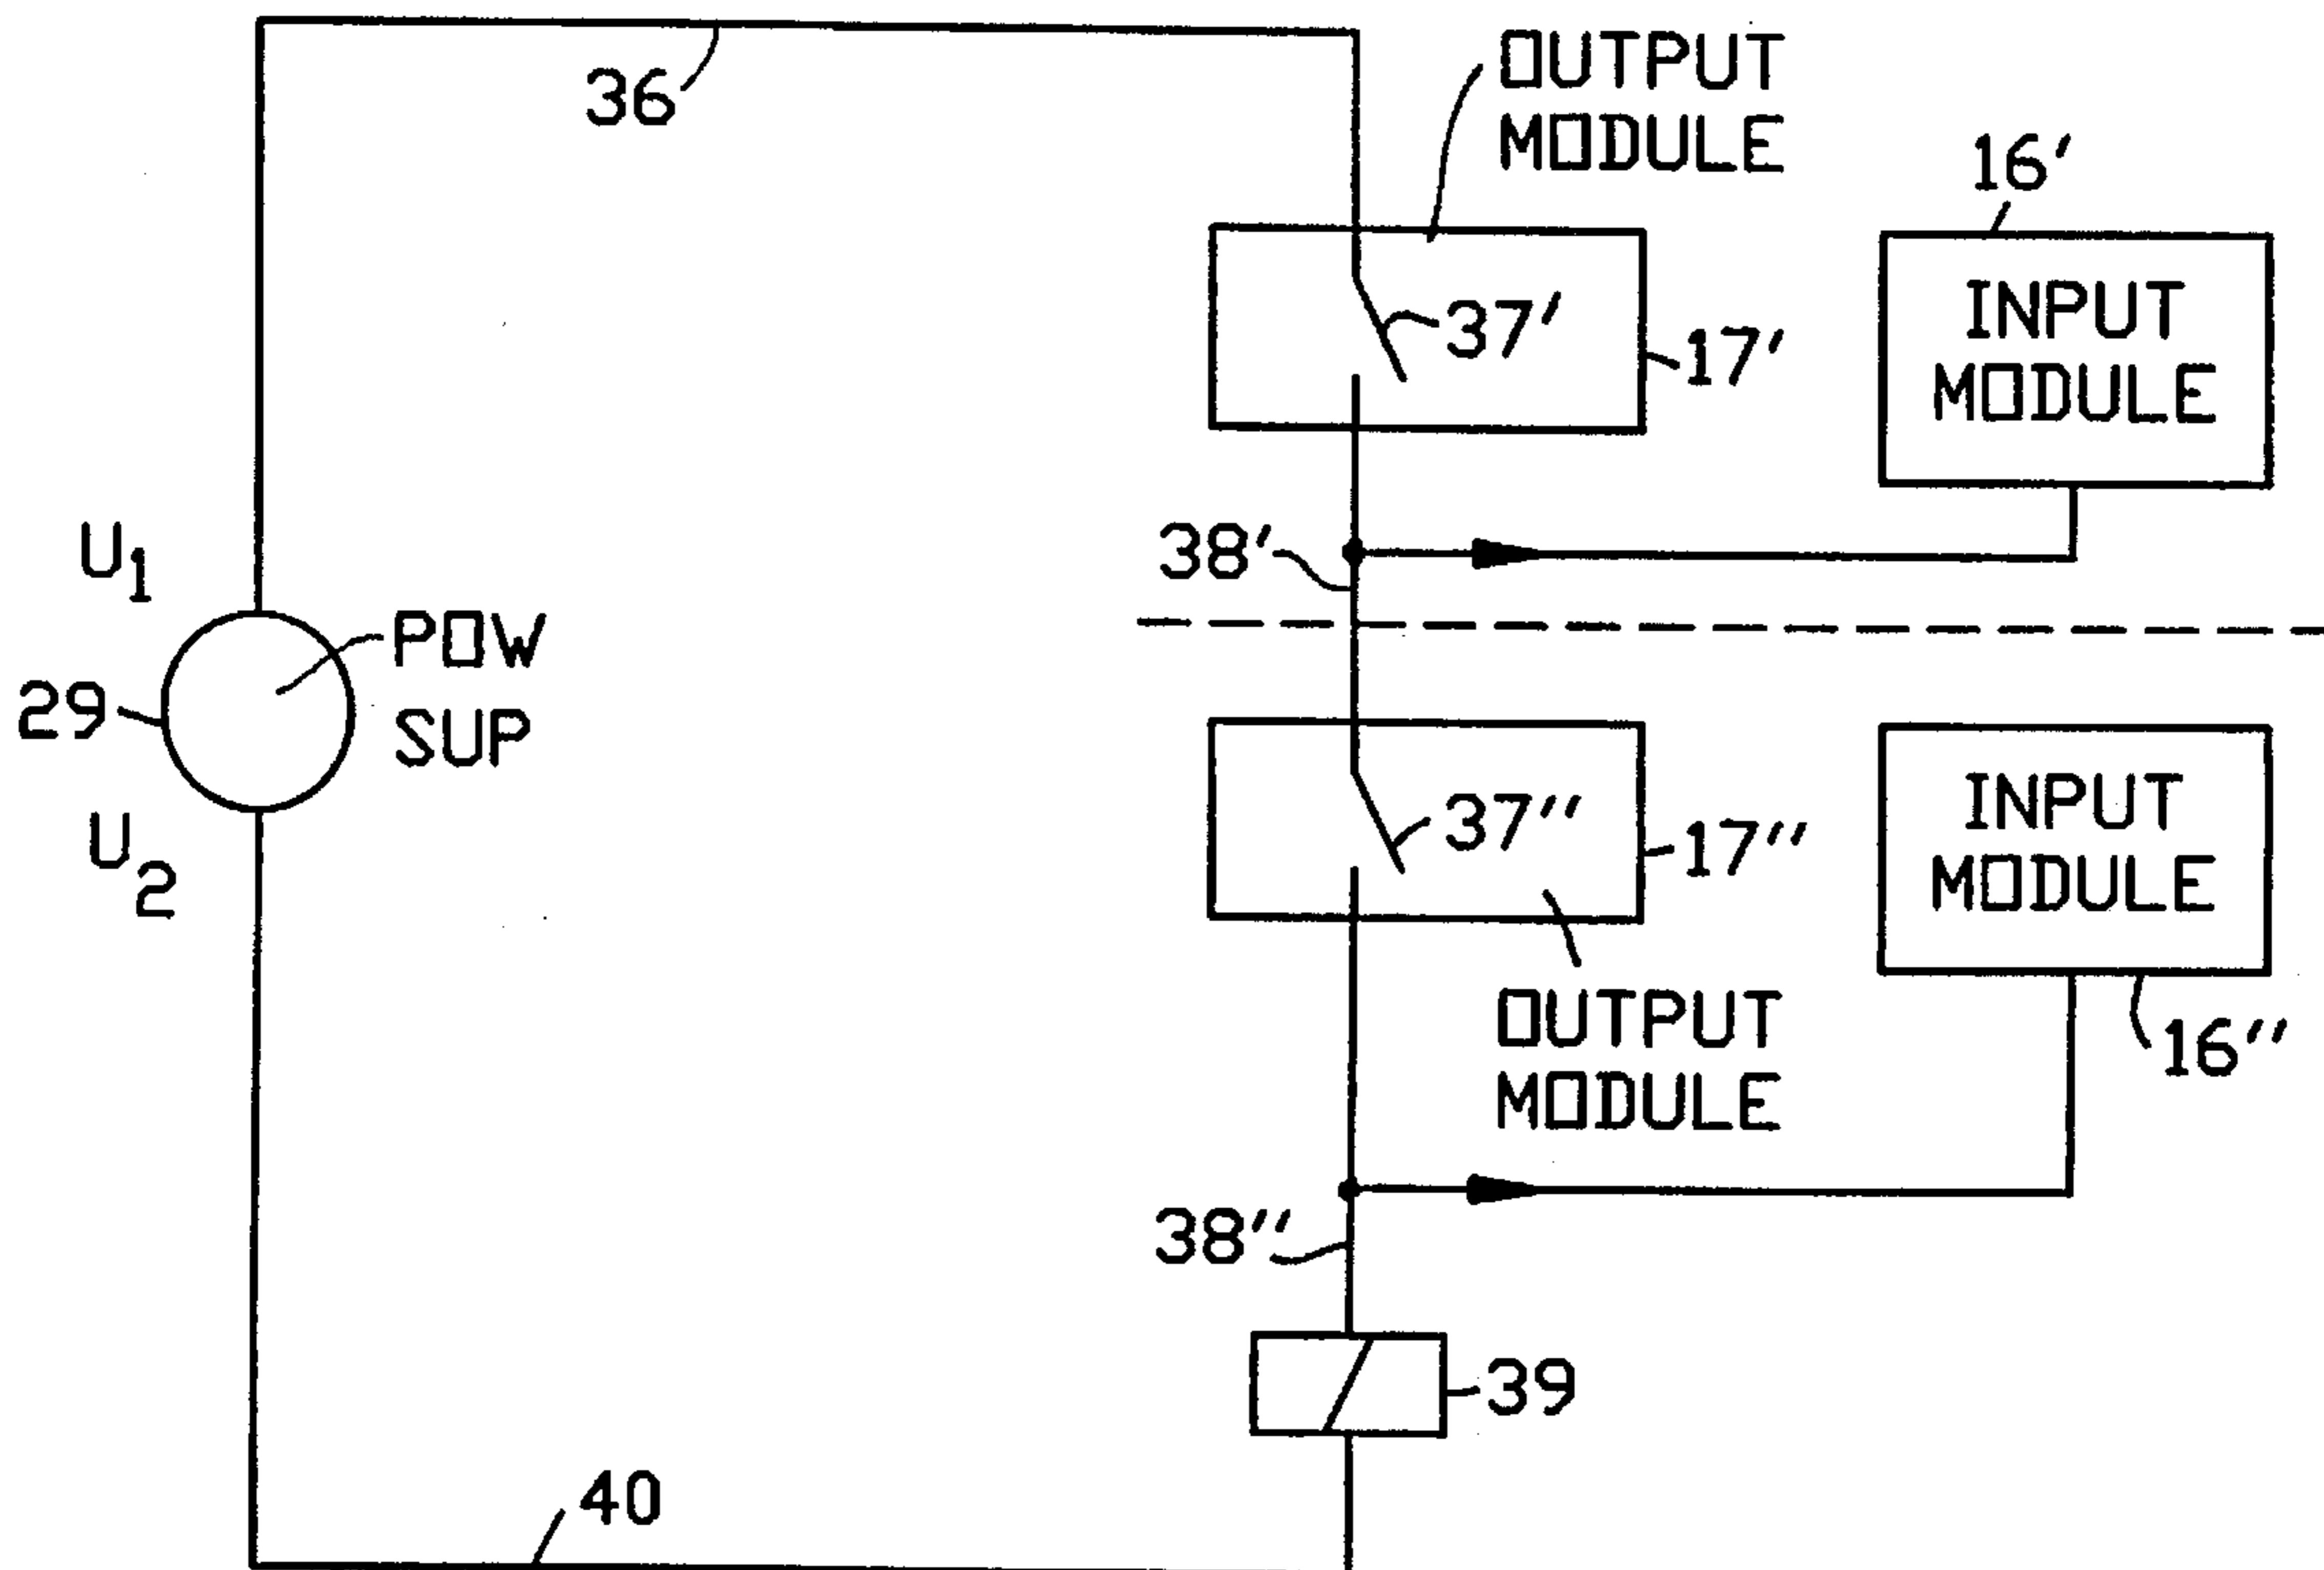 36
OUTPUT
MODULE
16′
INPUT
MODULE
37′
17′
38′
U1
POW
SUP
29
U2
37″
17″
INPUT
MODULE
OUTPUT
MODULE
16″
38″
39
40